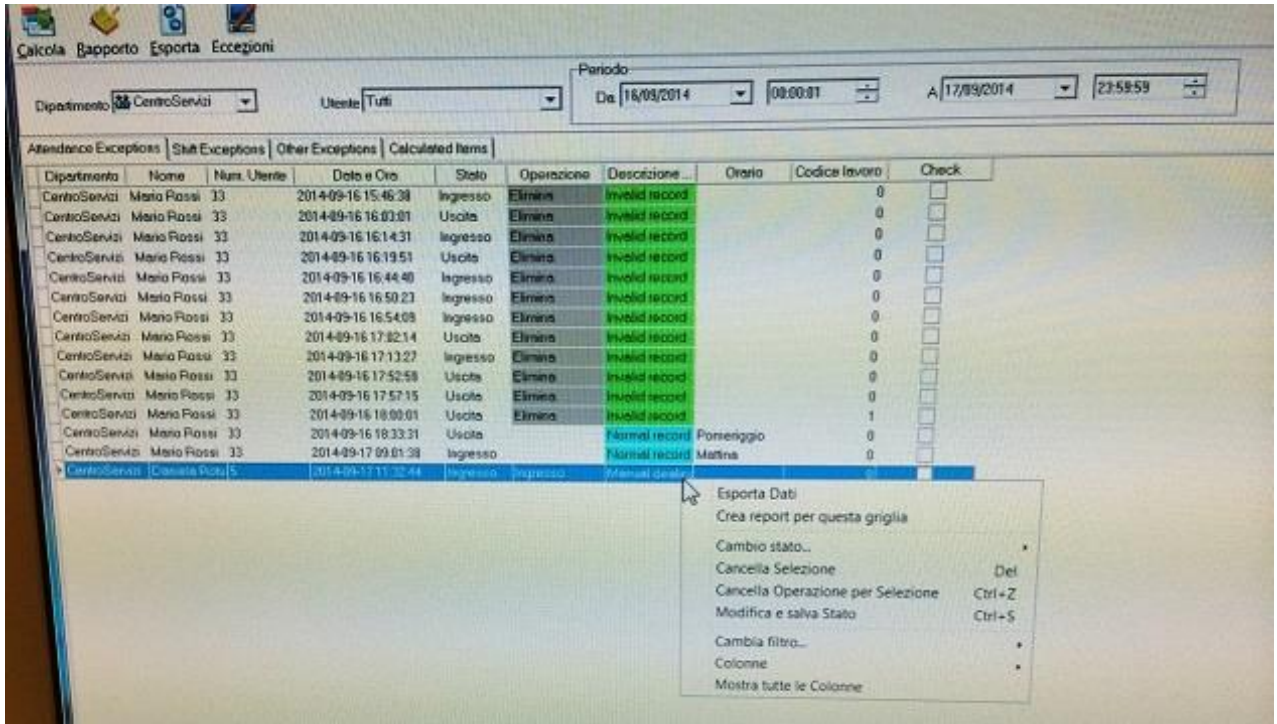 Calcola Rapporto Esporta Eccezioni
Periodo
Dipartimento CentroServizi Utente Tutti Da 16/09/2014 00:00:01 A 17/09/2014 23:59:59
Attendance Exceptions Shift Exceptions Other Exceptions Calculated Items
Dipartimento Nome Num. Utente Data e Ora Stato Operazione Descrizione ... Orario Codice lavoro Check
CentroServizi Mario Rossi 33 2014-09-16 15:46:38 Ingresso Elimina Invalid record 0
CentroServizi Mario Rossi 33 2014-09-16 16:03:01 Uscita Elimina Invalid record 0
CentroServizi Mario Rossi 33 2014-09-16 16:14:31 Ingresso Elimina Invalid record 0
CentroServizi Mario Rossi 33 2014-09-16 16:19:51 Uscita Elimina Invalid record 0
CentroServizi Mario Rossi 33 2014-09-16 16:44:40 Ingresso Elimina Invalid record 0
CentroServizi Mario Rossi 33 2014-09-16 16:50:23 Ingresso Elimina Invalid record 0
CentroServizi Mario Rossi 33 2014-09-16 16:54:09 Ingresso Elimina Invalid record 0
CentroServizi Mario Rossi 33 2014-09-16 17:02:14 Uscita Elimina Invalid record 0
CentroServizi Mario Rossi 33 2014-09-16 17:13:27 Ingresso Elimina Invalid record 0
CentroServizi Mario Rossi 33 2014-09-16 17:52:58 Uscita Elimina Invalid record 0
CentroServizi Mario Rossi 33 2014-09-16 17:57:15 Uscita Elimina Invalid record 0
CentroServizi Mario Rossi 33 2014-09-16 18:00:01 Uscita Elimina Invalid record 1
CentroServizi Mario Rossi 33 2014-09-16 18:33:31 Uscita Normal record Pomeriggio 0
CentroServizi Mario Rossi 33 2014-09-17 09:01:38 Ingresso Normal record Mattina 0
CentroServizi Daniela 5 2014-09-17 11:32:44 Ingresso Ingresso Manual 0
Esporta Dati
Crea report per questa griglia
Cambio stato...
Cancella Selezione Del
Cancella Operazione per Selezione Ctrl+Z
Modifica e salva Stato Ctrl+S
Cambia filtro...
Colonne
Mostra tutte le Colonne